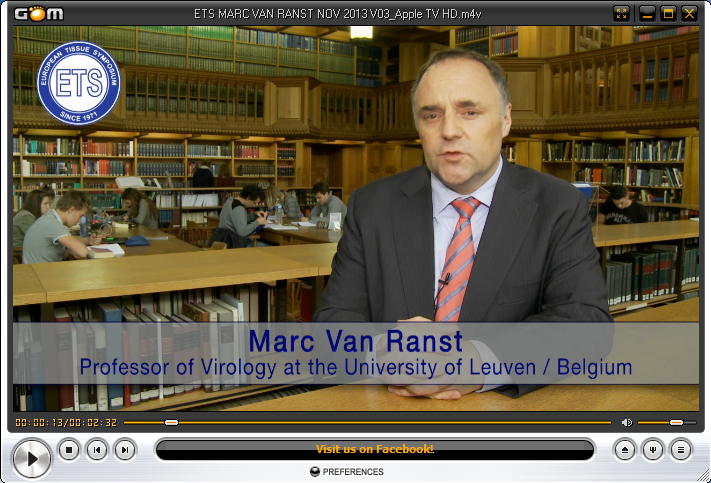 GOM
ETS MARC VAN RANST NOV 2013 V03_Apple TV HD.m4v
EUROPEAN TISSUE SYMPOSIUM
ETS
SINCE 1971
Marc Van Ranst
Professor of Virology at the University of Leuven / Belgium
00:00:13/00:02:32
Visit us on Facebook!
PREFERENCES